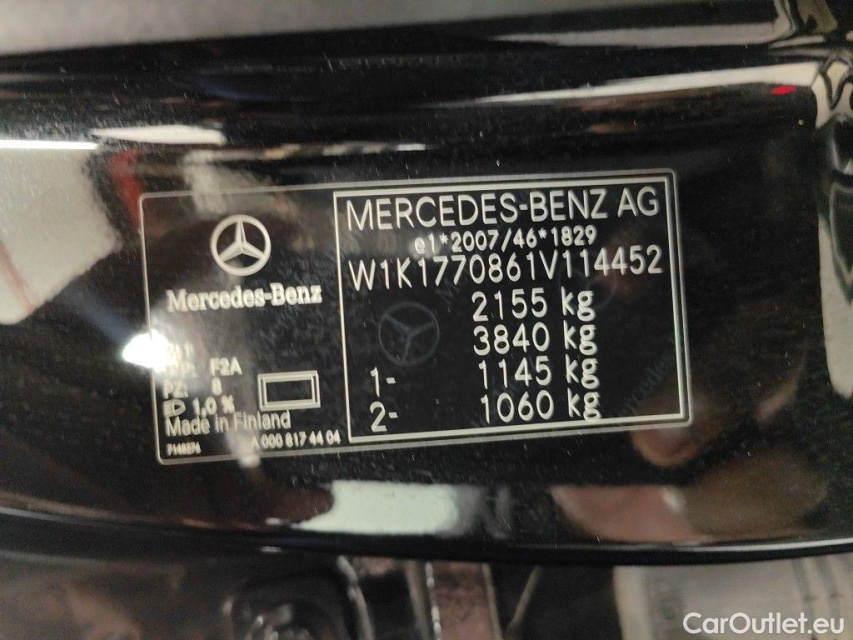 MERCEDES-BENZ AG
e1*2007/46*1829
W1K1770861V114452
2155 kg
3840 kg
1- 1145 kg
2- 1060 kg
Mercedes-Benz
F2A
PZ: 8
1,0 %
Made in Finland
A 000 817 44 04
CarOutlet.eu